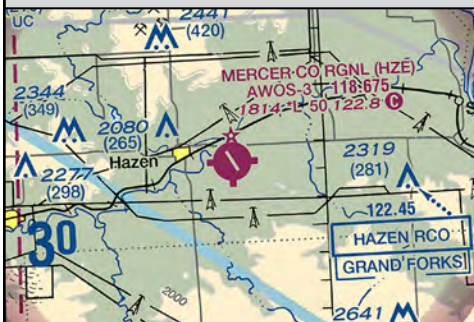 UC
2441
(420)
MERCER CO RGNL (HZE)
AWOS-3 118.675
1814 *L 50 122.8 C
2344
(349)
2080
(265)
Hazen
2277
(298)
2319
(281)
122.45
HAZEN RCO
GRAND FORKS
30
2000
2641